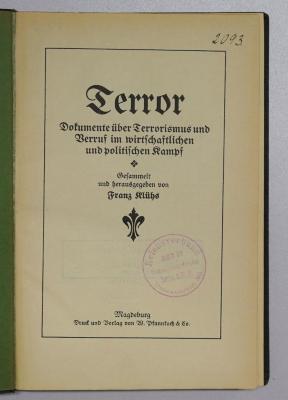 2093
Terror
Dokumente über Terrorismus und
Verruf im wirtschaftlichen
und politischen Kampf
Gesammelt
und herausgegeben von
Franz Klühs
Magdeburg
Druck und Verlag von W. Pfannkuch & Co.